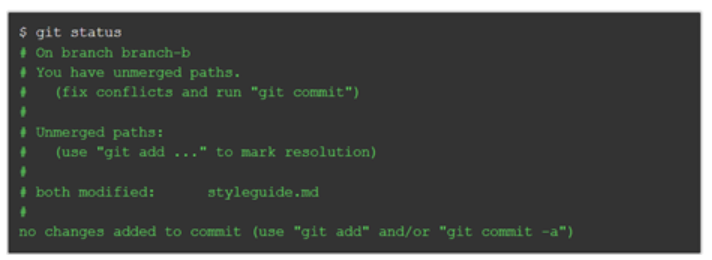 $ git status
# On branch branch-b
# You have unmerged paths.
#   (fix conflicts and run "git commit")
#
# Unmerged paths:
#   (use "git add ..." to mark resolution)
#
# both modified:      styleguide.md
#
no changes added to commit (use "git add" and/or "git commit -a")